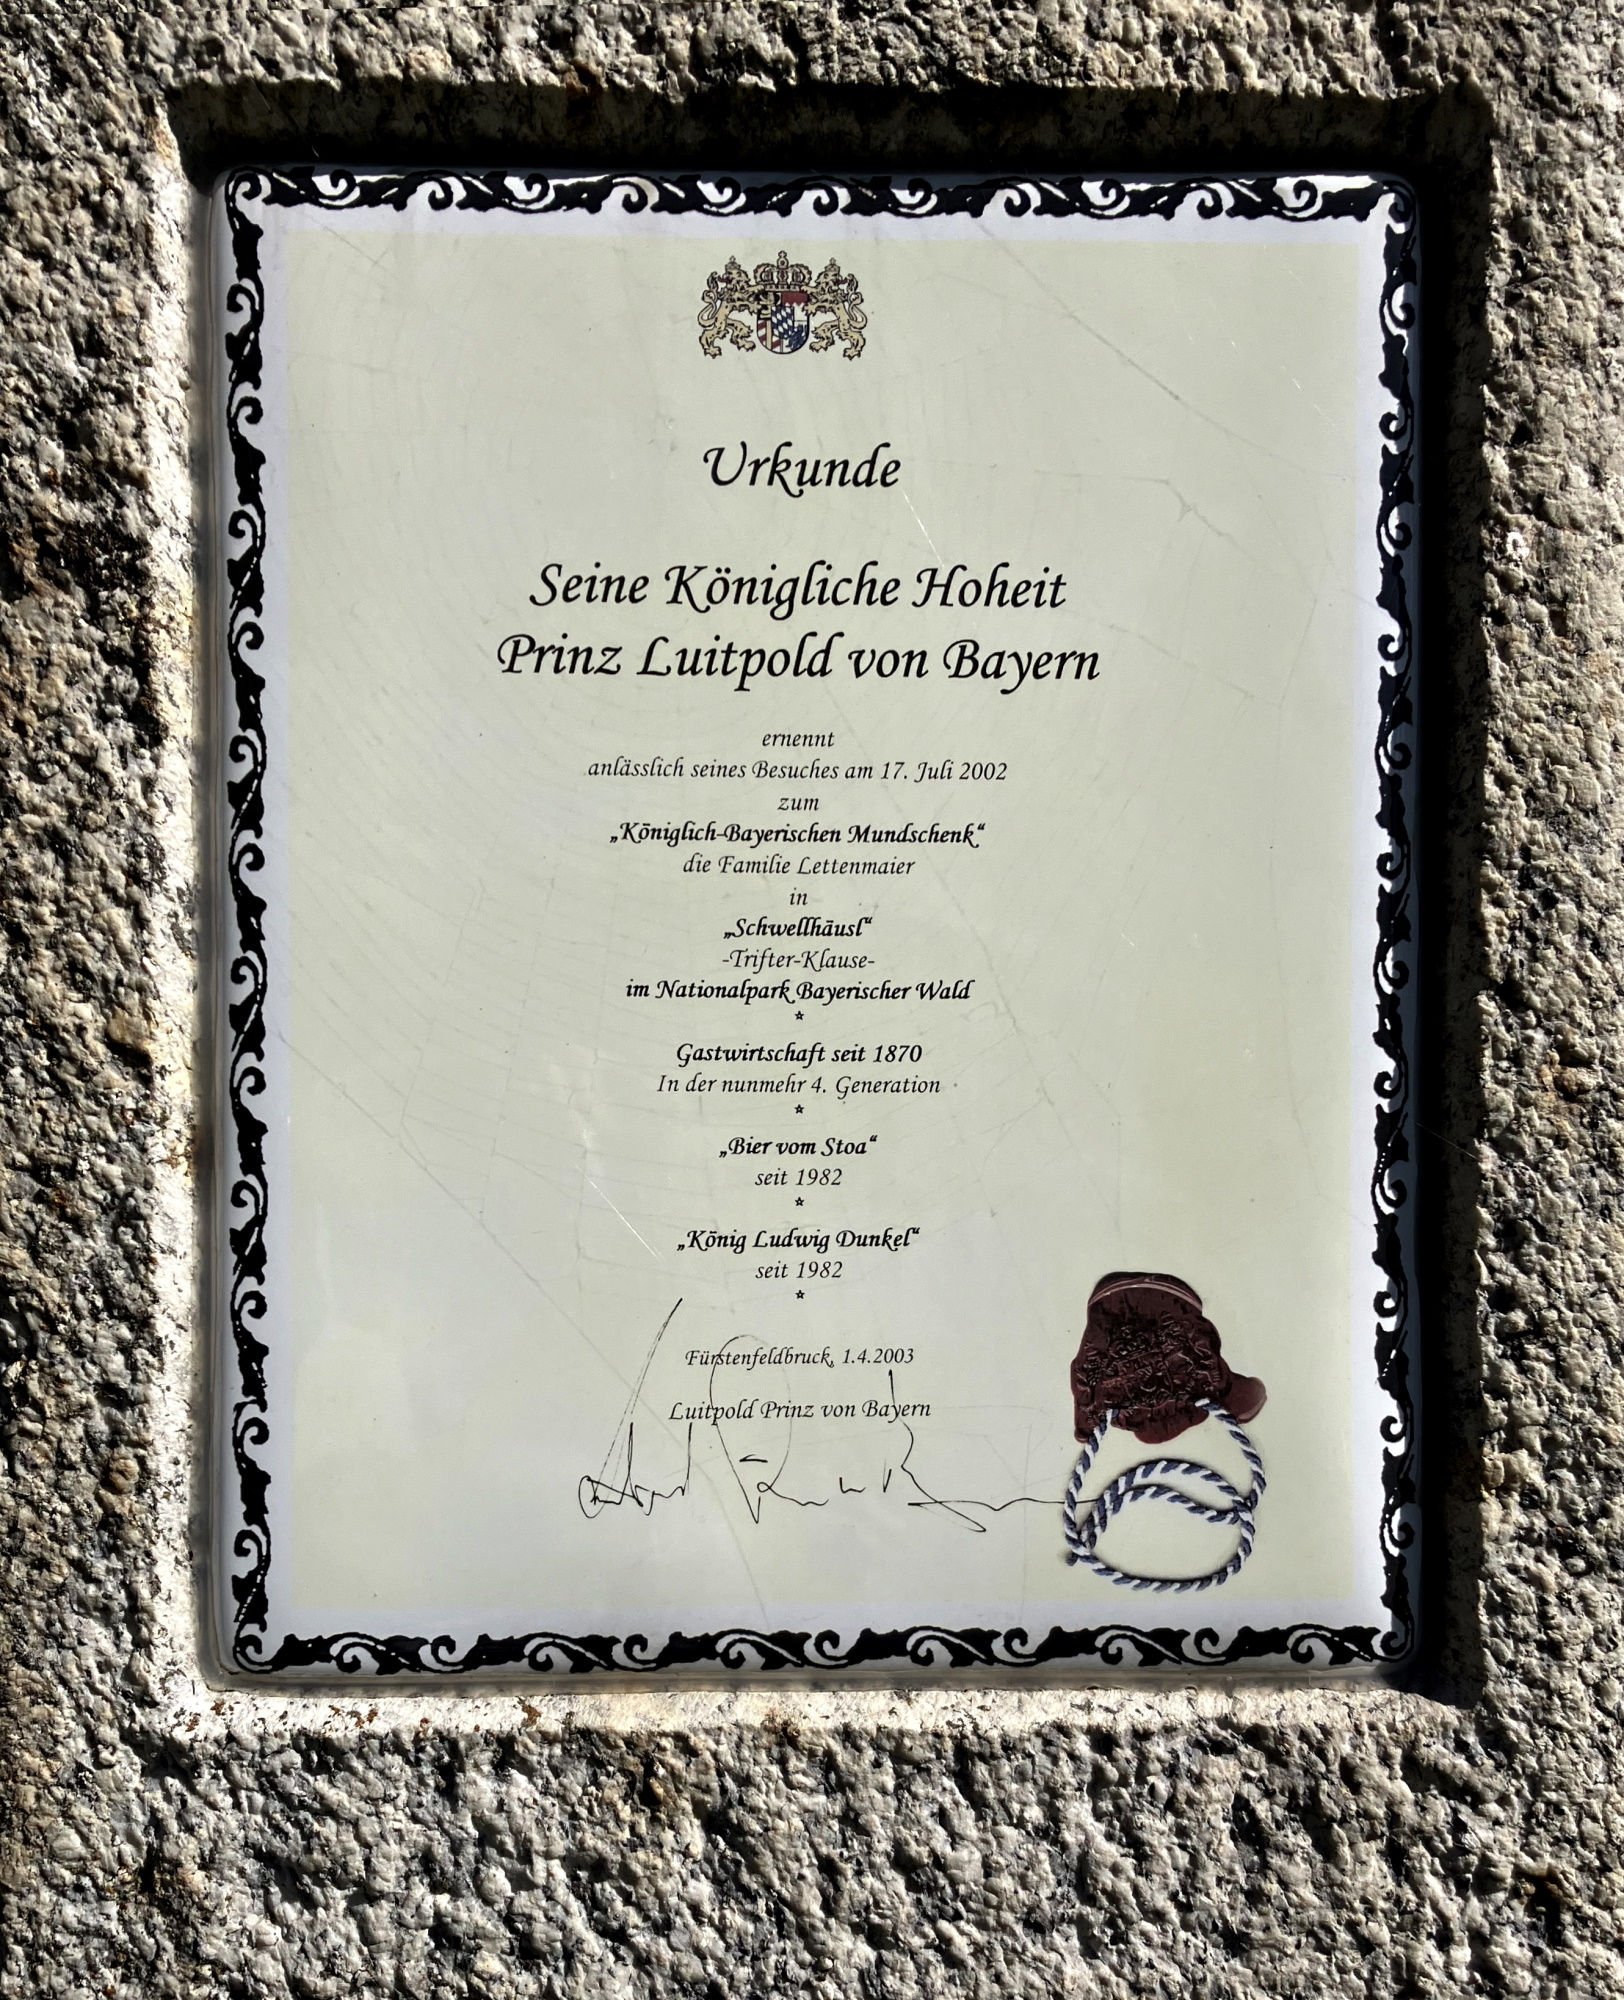 Urkunde
Seine Königliche Hoheit
Prinz Luitpold von Bayern
ernennt
anlässlich seines Besuches am 17. Juli 2002
zum
„Königlich-Bayerischen Mundschenk“
die Familie Lettenmaier
in
„Schwellhäusl“
-Trifter-Klause-
im Nationalpark Bayerischer Wald
Gastwirtschaft seit 1870
In der nunmehr 4. Generation
„Bier vom Stoa“
seit 1982
„König Ludwig Dunkel“
seit 1982
Fürstenfeldbruck, 1.4.2003
Luitpold Prinz von Bayern